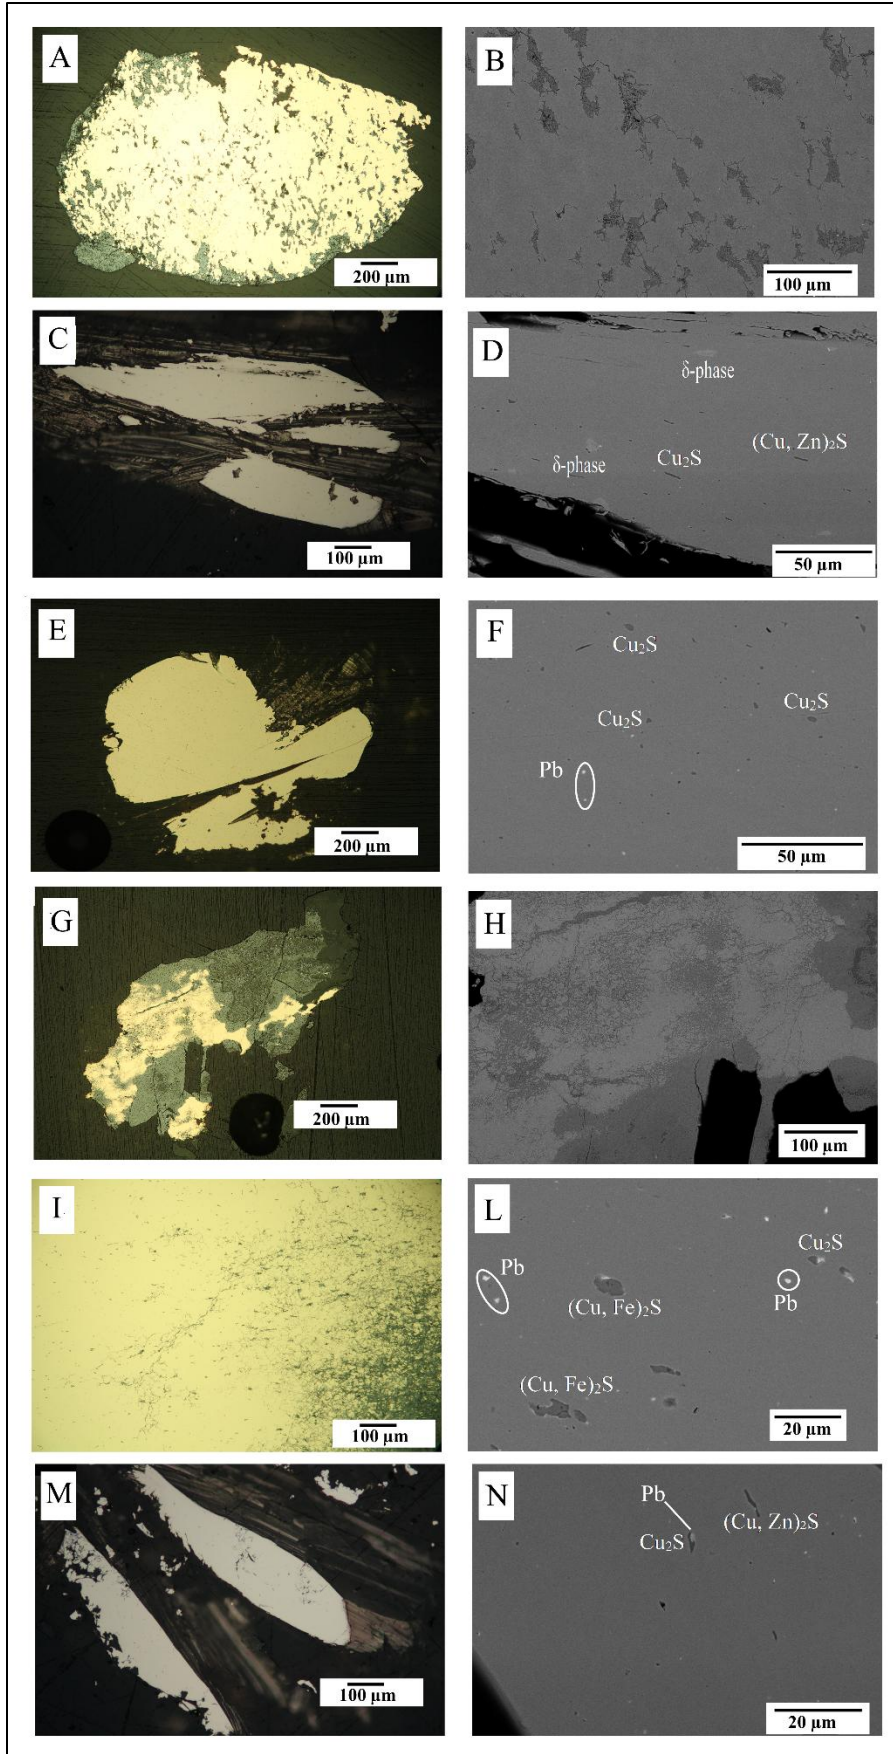 A
200 µm
B
100 µm
C
100 µm
D
δ-phase
(Cu, Zn)₂S
δ-phase
Cu₂S
50 µm
E
200 µm
F
Cu₂S
Cu₂S
Cu₂S
Pb
50 µm
G
200 µm
H
100 µm
I
100 µm
L
Cu₂S
Pb
Pb
(Cu, Fe)₂S
(Cu, Fe)₂S
20 µm
M
100 µm
N
Pb
(Cu, Zn)₂S
Cu₂S
20 µm